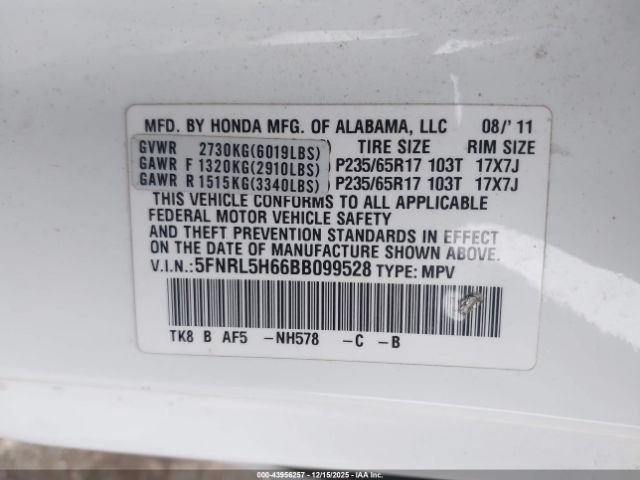 MFD. BY HONDA MFG. OF ALABAMA, LLC 08/'11
TIRE SIZE RIM SIZE
GVWR 2730KG(6019LBS)
GAWR F 1320KG(2910LBS) P235/65R17 103T 17X7J
GAWR R 1515KG(3340LBS) P235/65R17 103T 17X7J
THIS VEHICLE CONFORMS TO ALL APPLICABLE
FEDERAL MOTOR VEHICLE SAFETY
AND THEFT PREVENTION STANDARDS IN EFFECT
ON THE DATE OF MANUFACTURE SHOWN ABOVE.
V.I.N.:5FNRL5H66BB099528 TYPE: MPV
TK8 B AF5 -NH578 -C -B
000-43956257 | 12/15/2025 | COPART